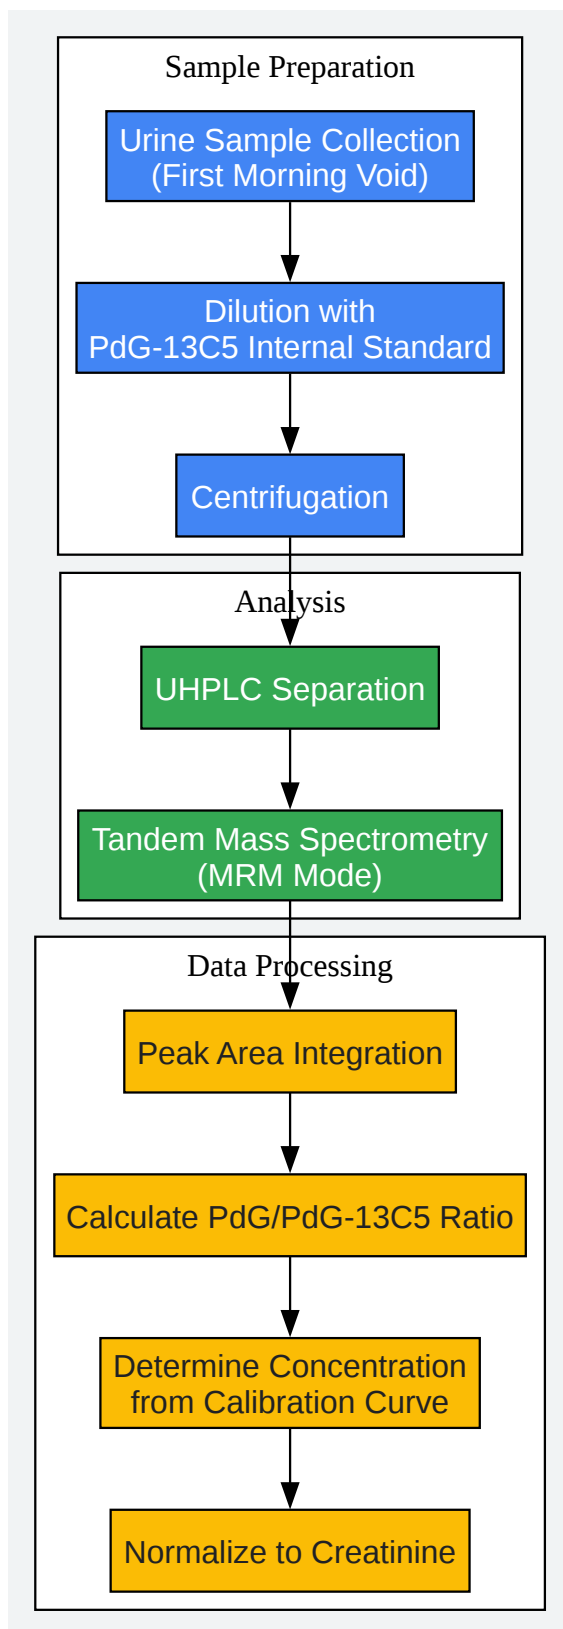 Sample Preparation
Urine Sample Collection
(First Morning Void)
Dilution with
PdG-13C5 Internal Standard
Centrifugation
Analysis
UHPLC Separation
Tandem Mass Spectrometry
(MRM Mode)
Data Processing
Peak Area Integration
Calculate PdG/PdG-13C5 Ratio
Determine Concentration
from Calibration Curve
Normalize to Creatinine